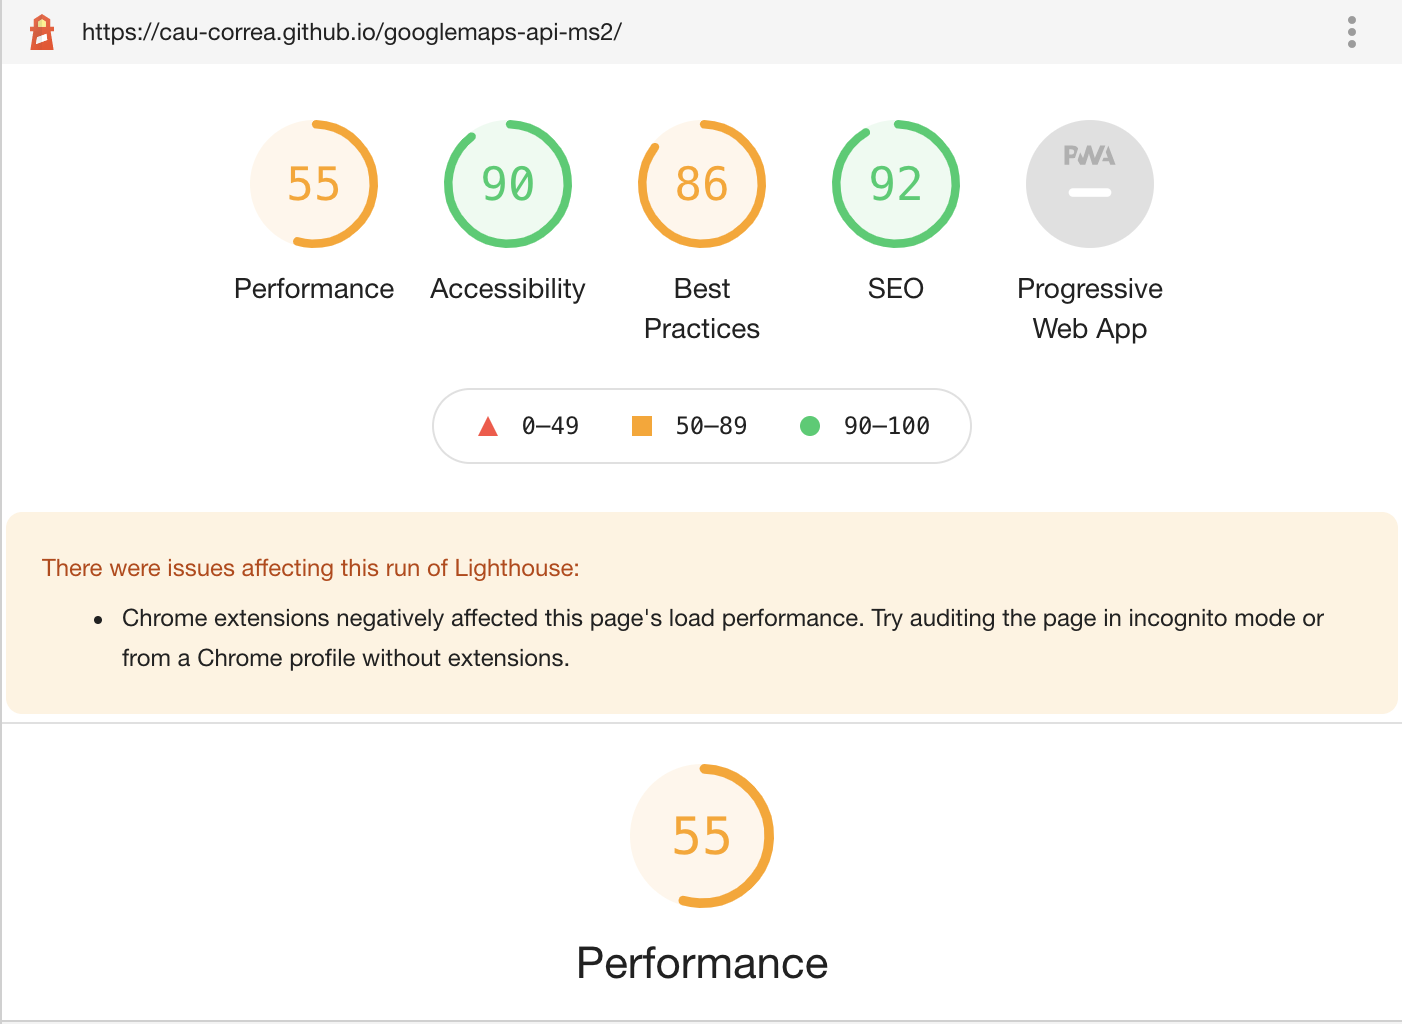 https://cau-correa.github.io/googlemaps-api-ms2/
55
90
86
92
PWA
Performance
Accessibility
Best
Practices
SEO
Progressive
Web App
0–49
50–89
90–100
There were issues affecting this run of Lighthouse:
• Chrome extensions negatively affected this page's load performance. Try auditing the page in incognito mode or
from a Chrome profile without extensions.
55
Performance